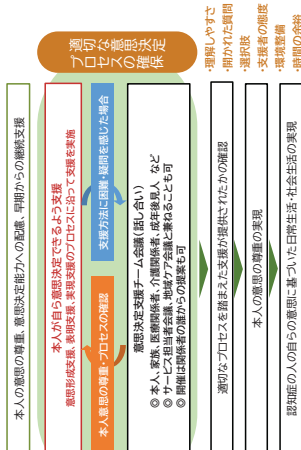 本人の意思の尊重、意思決定能力への配慮、早期からの継続支援
適切な意思決定
プロセスの確保
本人が自ら意思決定できるよう支援
意思形成支援、表明支援、実現支援のプロセスに沿って支援を実施
本人意思の尊重・プロセスの確認
支援方法に困難・疑問を感じた場合
意思決定支援チーム会議（話し合い）
◎ 本人、家族、医療関係者、介護関係者、成年後見人 など
◎ サービス担当者会議、地域ケア会議と兼ねることも可
◎ 開催は関係者の誰からの提案も可
適切なプロセスを踏まえた支援が提供されたかの確認
本人の意思の尊重の実現
認知症の人の自らの意思に基づいた日常生活・社会生活の実現
・理解しやすさ
・開かれた質問
・選択肢
・支援者の態度
・環境整備
・時間の余裕